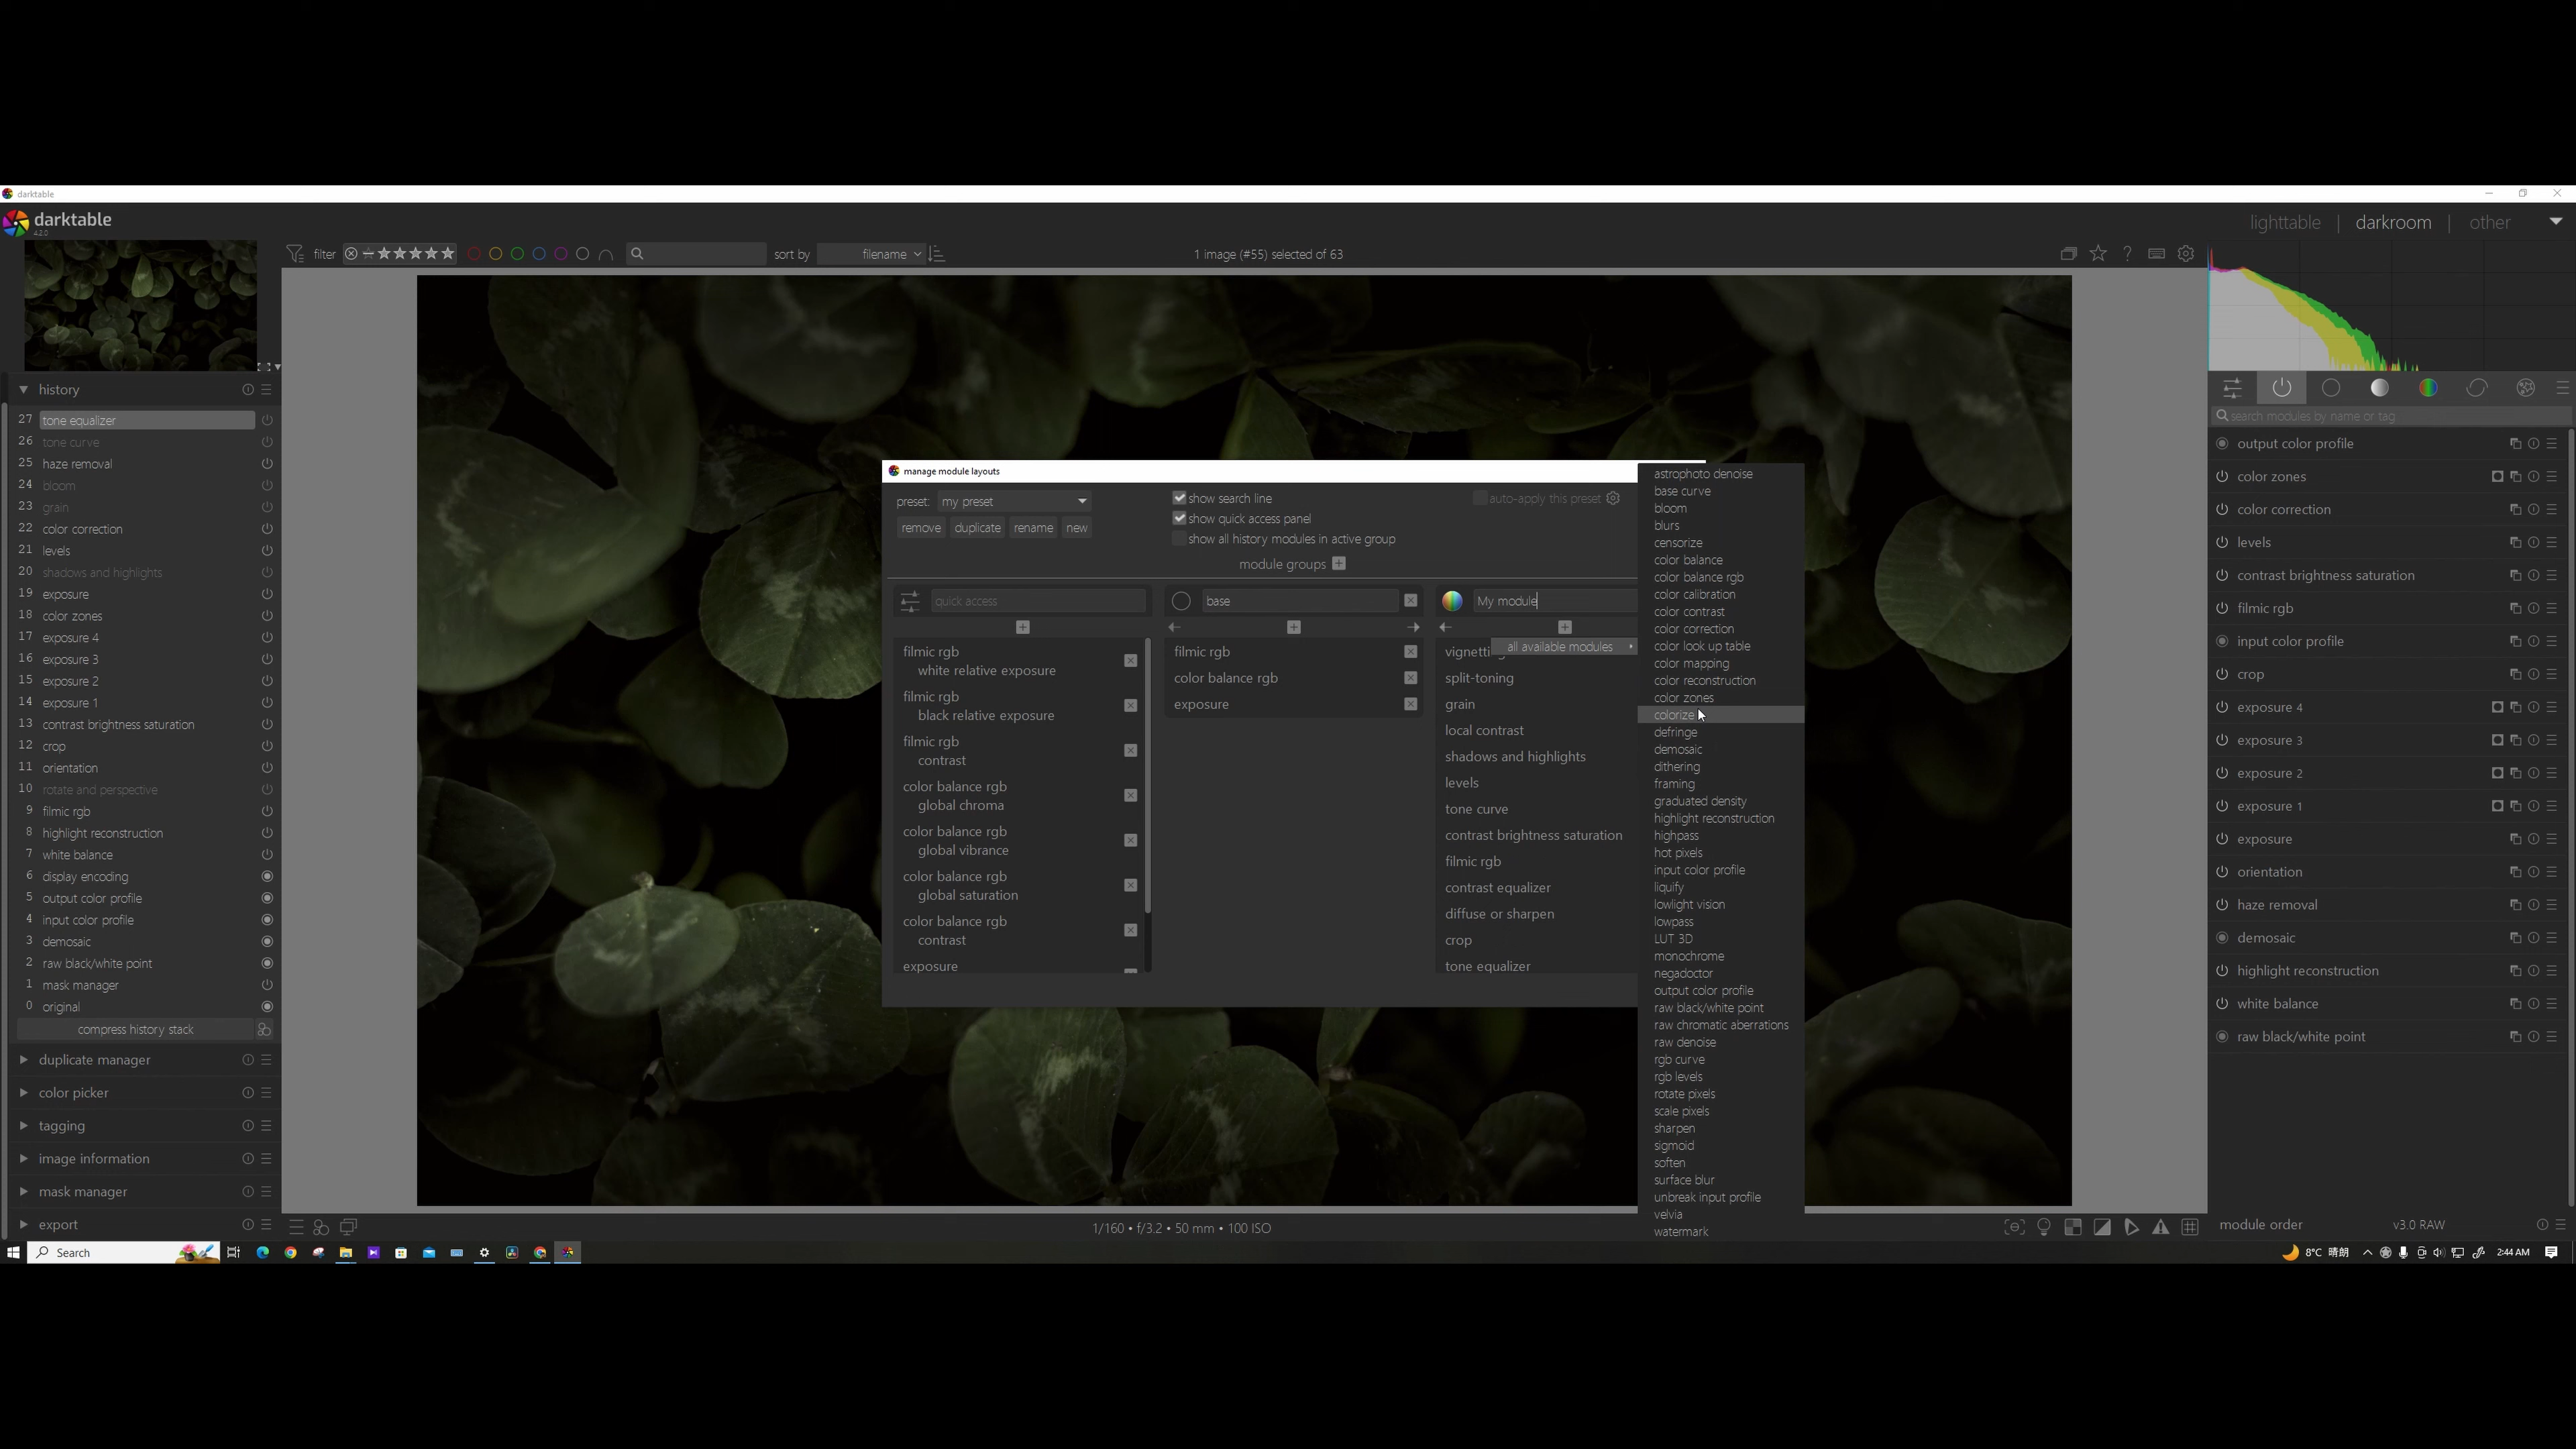 darktable
darktable
4.2.0
lighttable | darkroom | other
filter
sort by filename
1 image (#55) selected of 63
history
27 tone equalizer
26 tone curve
25 haze removal
24 bloom
23 grain
22 color correction
21 levels
20 shadows and highlights
19 exposure
18 color zones
17 exposure 4
16 exposure 3
15 exposure 2
14 exposure 1
13 contrast brightness saturation
12 crop
11 orientation
10 rotate and perspective
9 filmic rgb
8 highlight reconstruction
7 white balance
6 display encoding
5 output color profile
4 input color profile
3 demosaic
2 raw black/white point
1 mask manager
0 original
compress history stack
duplicate manager
color picker
tagging
image information
mask manager
export
manage module layouts
preset: my preset
remove duplicate rename new
show search line
show quick access panel
show all history modules in active group
auto-apply this preset
module groups
quick access
filmic rgb
white relative exposure
filmic rgb
black relative exposure
filmic rgb
contrast
color balance rgb
global chroma
color balance rgb
global vibrance
color balance rgb
global saturation
color balance rgb
contrast
exposure
base
filmic rgb
color balance rgb
exposure
My module
all available modules
split-toning
grain
local contrast
shadows and highlights
levels
tone curve
contrast brightness saturation
filmic rgb
contrast equalizer
diffuse or sharpen
crop
tone equalizer
astrophoto denoise
base curve
bloom
blurs
censorize
color balance
color balance rgb
color calibration
color contrast
color correction
color look up table
color mapping
color reconstruction
color zones
colorize
defringe
demosaic
dithering
framing
graduated density
highlight reconstruction
highpass
hot pixels
input color profile
liquify
lowlight vision
lowpass
LUT 3D
monochrome
negadoctor
output color profile
raw black/white point
raw chromatic aberrations
raw denoise
rgb curve
rgb levels
rotate pixels
scale pixels
sharpen
sigmoid
soften
surface blur
unbreak input profile
velvia
watermark
search modules by name or tag
output color profile
color zones
color correction
levels
contrast brightness saturation
filmic rgb
input color profile
crop
exposure 4
exposure 3
exposure 2
exposure 1
exposure
orientation
haze removal
demosaic
highlight reconstruction
white balance
raw black/white point
1/160 • f/3.2 • 50 mm • 100 ISO
module order v3.0 RAW
Search
8°C 晴朗
2:44 AM